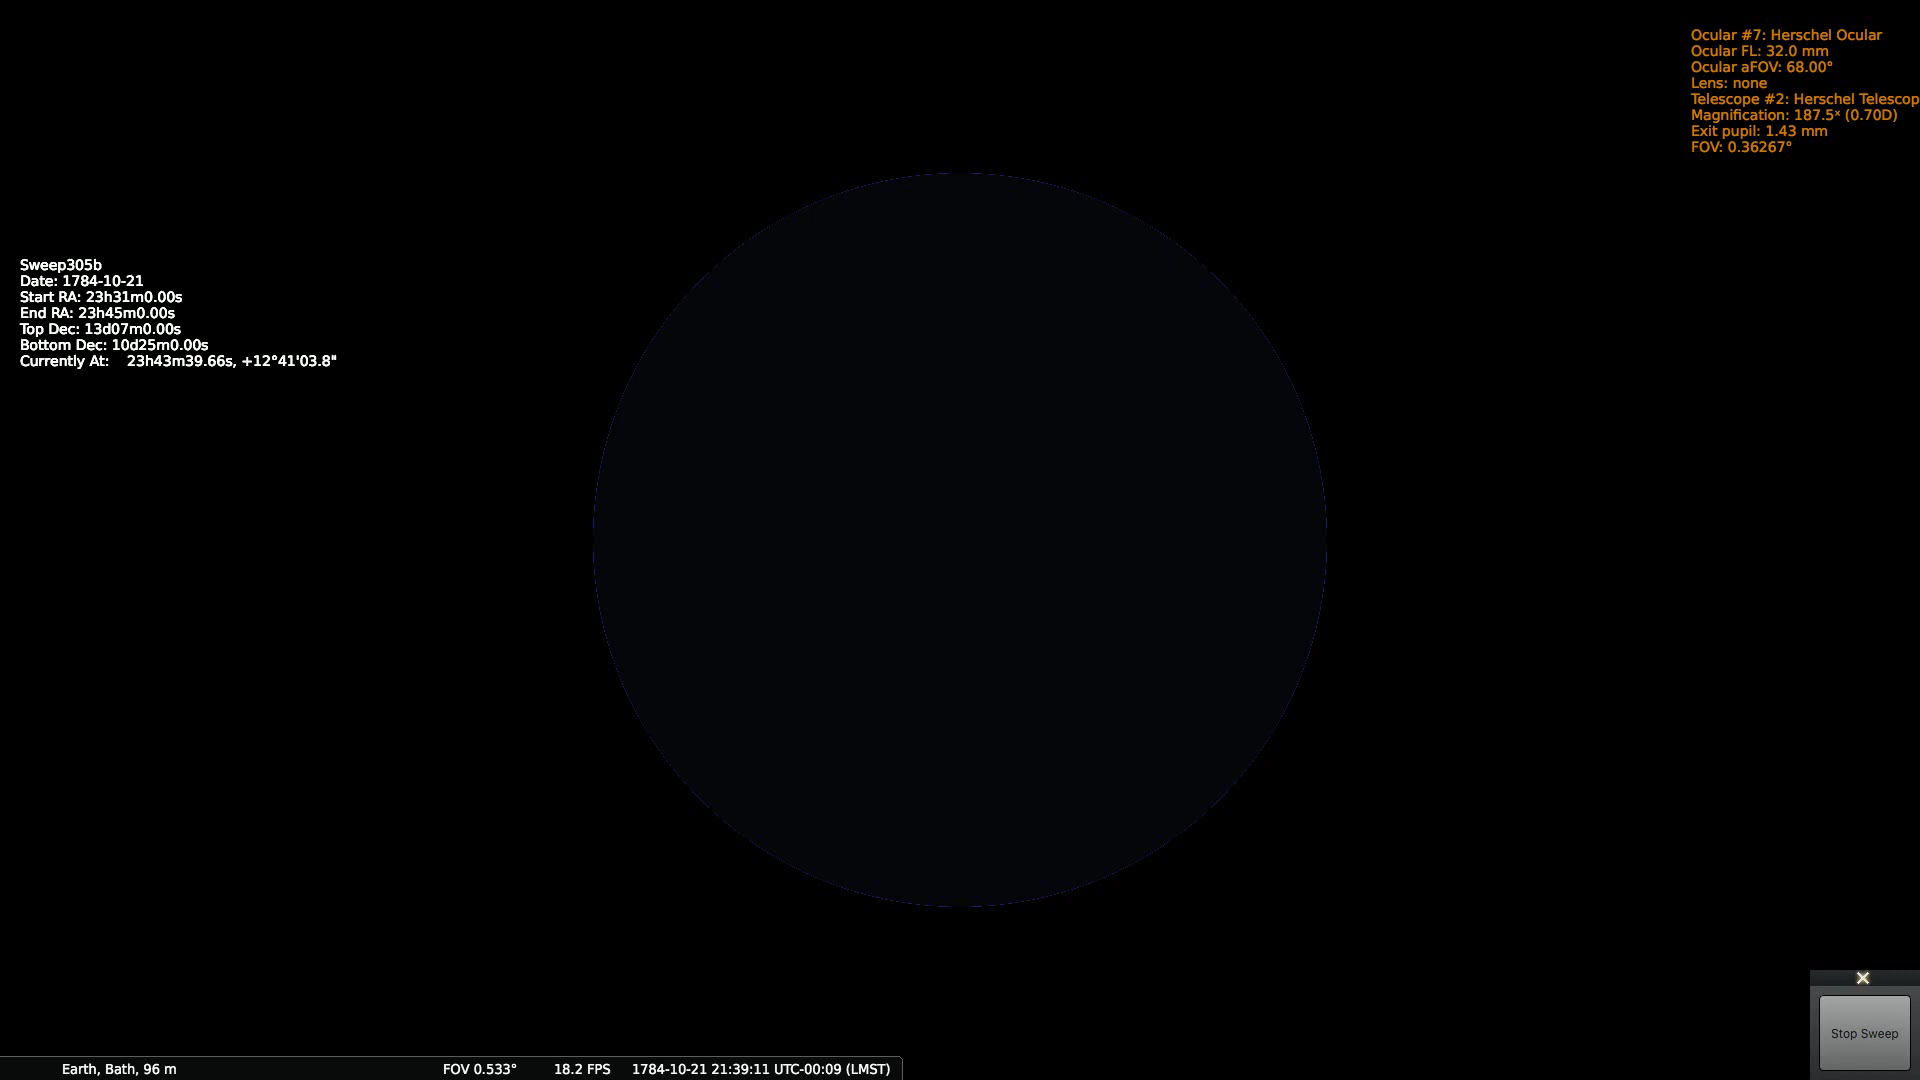 Ocular #7: Herschel Ocular
Ocular FL: 32.0 mm
Ocular aFOV: 68.00°
Lens: none
Telescope #2: Herschel Telescop
Magnification: 187.5ˣ (0.70D)
Exit pupil: 1.43 mm
FOV: 0.36267°
Sweep305b
Date: 1784-10-21
Start RA: 23h31m0.00s
End RA: 23h45m0.00s
Top Dec: 13d07m0.00s
Bottom Dec: 10d25m0.00s
Currently At: 23h43m39.66s, +12°41'03.8"
Stop Sweep
Earth, Bath, 96 m FOV 0.533° 18.2 FPS 1784-10-21 21:39:11 UTC-00:09 (LMST)